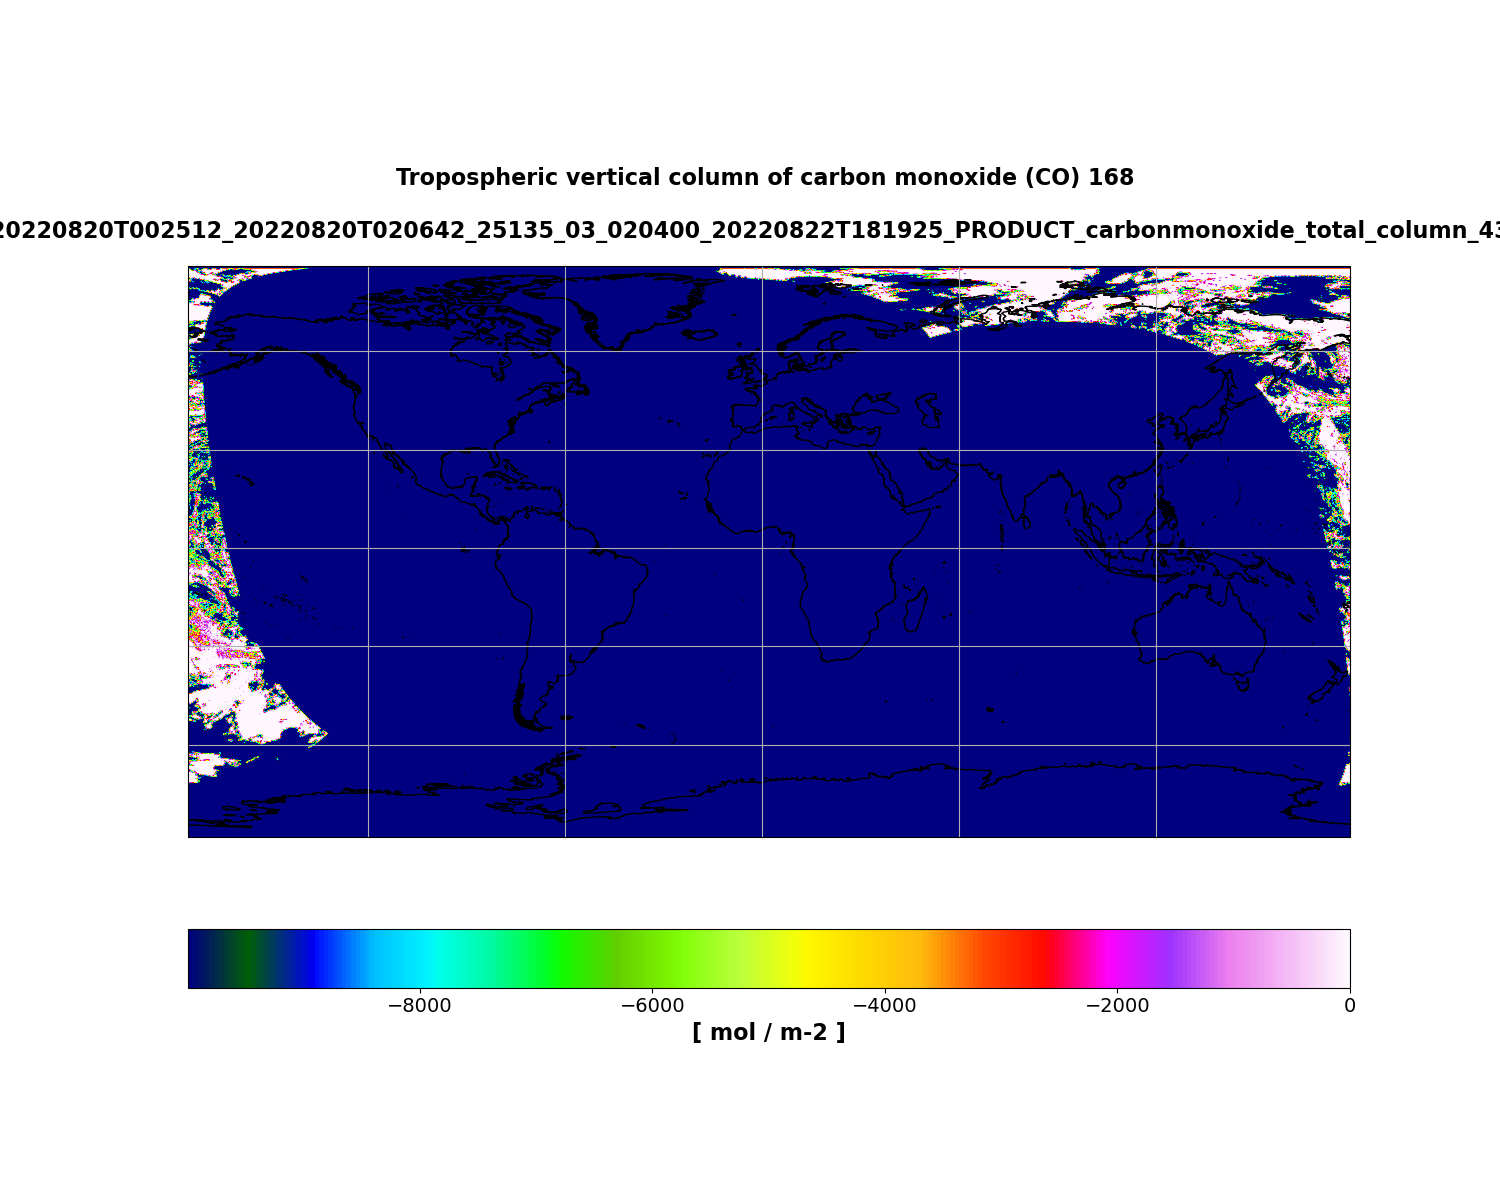 Tropospheric vertical column of carbon monoxide (CO) 168
20220820T002512_20220820T020642_25135_03_020400_20220822T181925_PRODUCT_carbonmonoxide_total_column_43
−8000 −6000 −4000 −2000 0
[ mol / m-2 ]